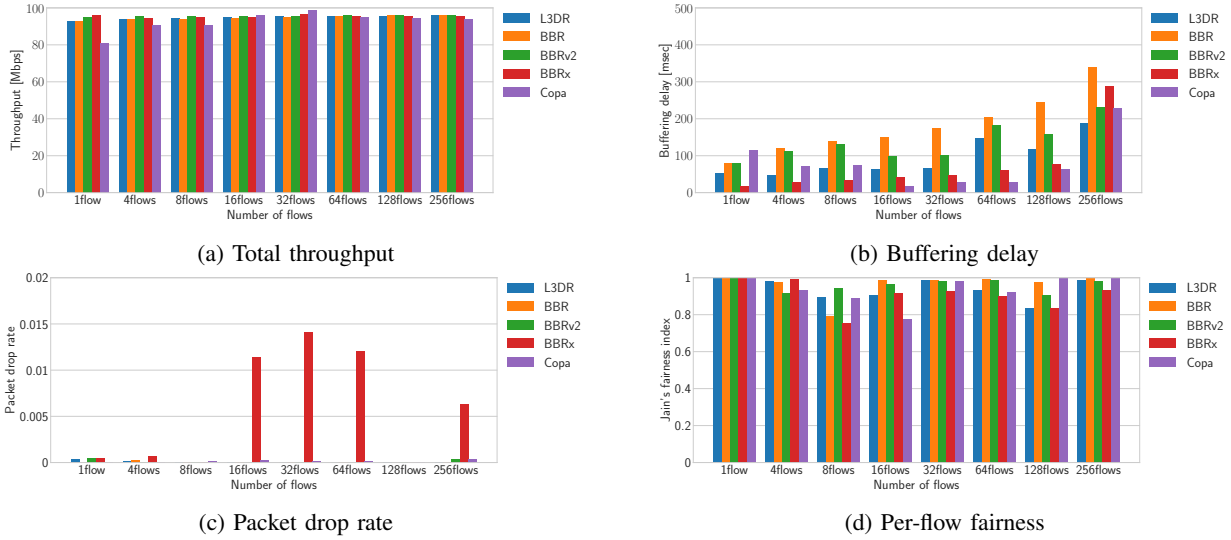 100
80
60
40
20
0
Throughput [Mbps]
1flow 4flows 8flows 16flows 32flows 64flows 128flows 256flows
Number of flows
L3DR
BBR
BBRv2
BBRx
Copa
(a) Total throughput
500
400
300
200
100
0
Buffering delay [msec]
1flow 4flows 8flows 16flows 32flows 64flows 128flows 256flows
Number of flows
L3DR
BBR
BBRv2
BBRx
Copa
(b) Buffering delay
0.02
0.015
0.01
0.005
0
Packet drop rate
1flow 4flows 8flows 16flows 32flows 64flows 128flows 256flows
Number of flows
L3DR
BBR
BBRv2
BBRx
Copa
(c) Packet drop rate
1
0.8
0.6
0.4
0.2
0
Jain's fairness index
1flow 4flows 8flows 16flows 32flows 64flows 128flows 256flows
Number of flows
L3DR
BBR
BBRv2
BBRx
Copa
(d) Per-flow fairness